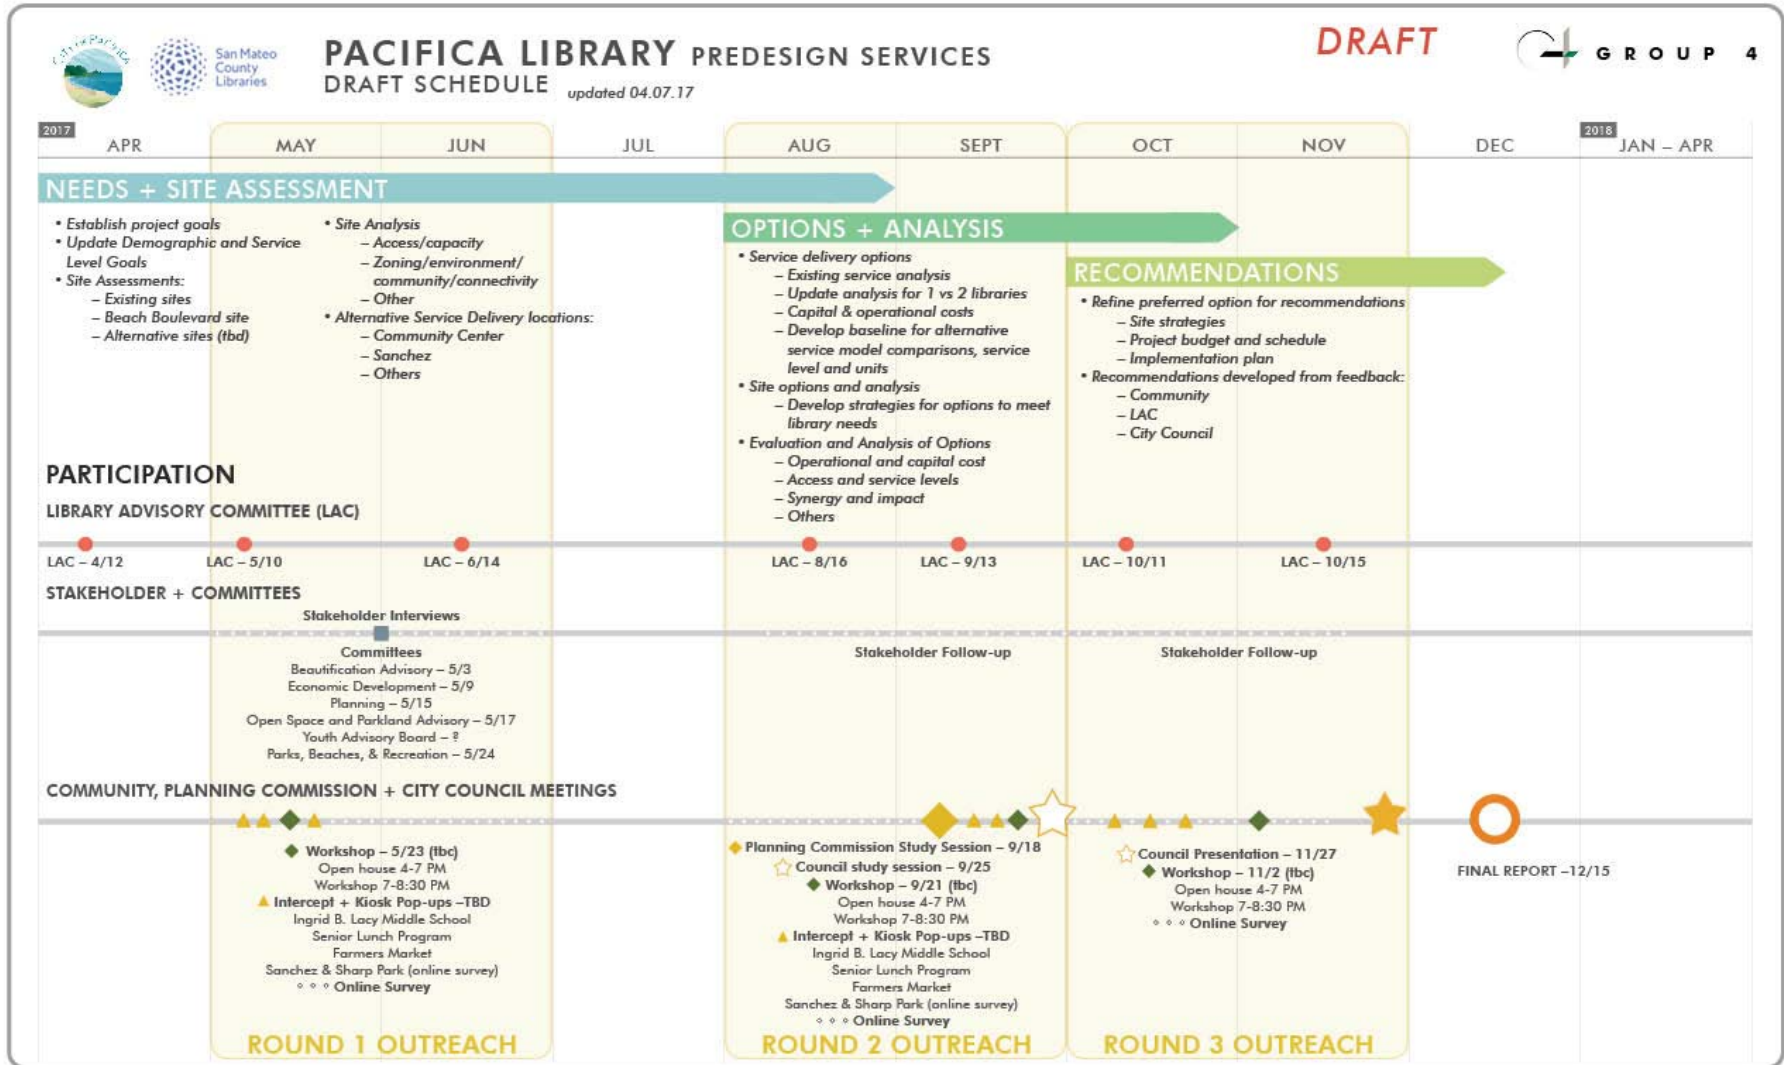 CITY OF PACIFICA
San Mateo
County
Libraries
PACIFICA LIBRARY PREDESIGN SERVICES
DRAFT SCHEDULE updated 04.07.17
DRAFT
GROUP 4
2017
2018
APR MAY JUN JUL AUG SEPT OCT NOV DEC JAN – APR
NEEDS + SITE ASSESSMENT
• Establish project goals
• Update Demographic and Service
Level Goals
• Site Assessments:
– Existing sites
– Beach Boulevard site
– Alternative sites (tbd)
• Site Analysis
– Access/capacity
– Zoning/environment/
community/connectivity
– Other
• Alternative Service Delivery locations:
– Community Center
– Sanchez
– Others
OPTIONS + ANALYSIS
• Service delivery options
– Existing service analysis
– Update analysis for 1 vs 2 libraries
– Capital & operational costs
– Develop baseline for alternative
service model comparisons, service
level and units
• Site options and analysis
– Develop strategies for options to meet
library needs
• Evaluation and Analysis of Options
– Operational and capital cost
– Access and service levels
– Synergy and impact
– Others
RECOMMENDATIONS
• Refine preferred option for recommendations
– Site strategies
– Project budget and schedule
– Implementation plan
• Recommendations developed from feedback:
– Community
– LAC
– City Council
PARTICIPATION
LIBRARY ADVISORY COMMITTEE (LAC)
LAC – 4/12 LAC – 5/10 LAC – 6/14 LAC – 8/16 LAC – 9/13 LAC – 10/11 LAC – 10/15
STAKEHOLDER + COMMITTEES
Stakeholder Interviews
Committees
Beautification Advisory – 5/3
Economic Development – 5/9
Planning – 5/15
Open Space and Parkland Advisory – 5/17
Youth Advisory Board – ?
Parks, Beaches, & Recreation – 5/24
Stakeholder Follow-up
Stakeholder Follow-up
COMMUNITY, PLANNING COMMISSION + CITY COUNCIL MEETINGS
Workshop – 5/23 (tbc)
Open house 4-7 PM
Workshop 7-8:30 PM
Intercept + Kiosk Pop-ups –TBD
Ingrid B. Lacy Middle School
Senior Lunch Program
Farmers Market
Sanchez & Sharp Park (online survey)
Online Survey
Planning Commission Study Session – 9/18
Council study session – 9/25
Workshop – 9/21 (tbc)
Open house 4-7 PM
Workshop 7-8:30 PM
Intercept + Kiosk Pop-ups –TBD
Ingrid B. Lacy Middle School
Senior Lunch Program
Farmers Market
Sanchez & Sharp Park (online survey)
Online Survey
Council Presentation – 11/27
Workshop – 11/2 (tbc)
Open house 4-7 PM
Workshop 7-8:30 PM
Online Survey
FINAL REPORT –12/15
ROUND 1 OUTREACH
ROUND 2 OUTREACH
ROUND 3 OUTREACH